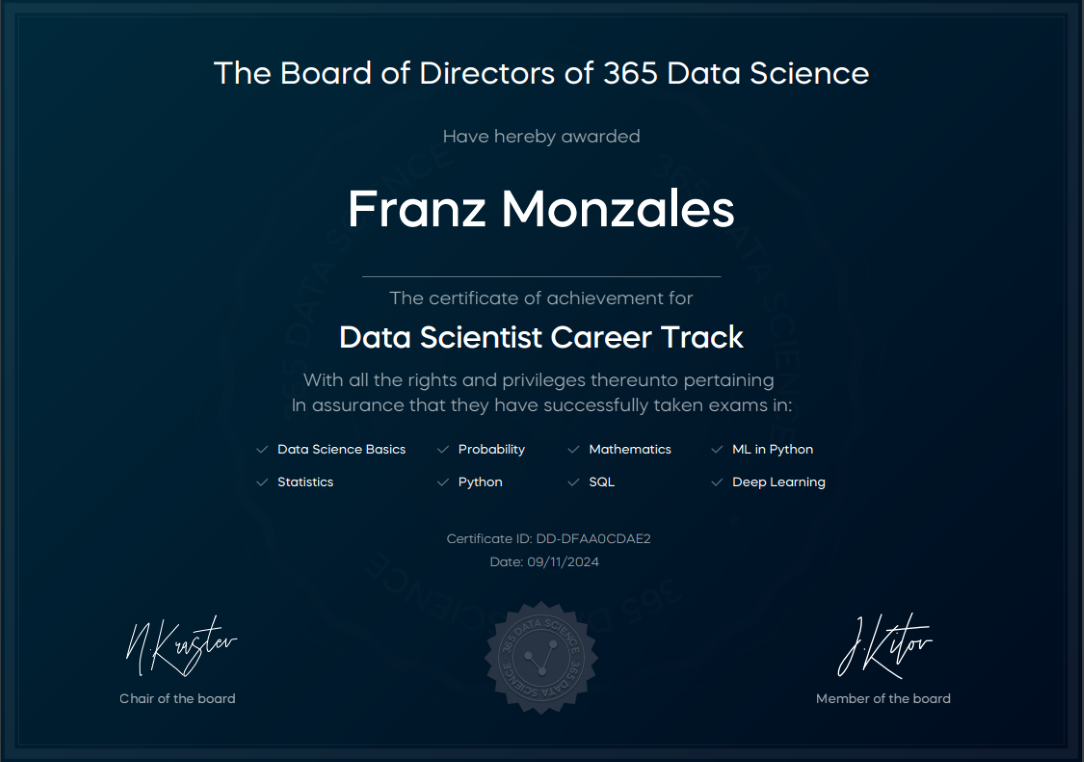 The Board of Directors of 365 Data Science
Have hereby awarded
Franz Monzales
The certificate of achievement for
Data Scientist Career Track
With all the rights and privileges thereunto pertaining
In assurance that they have successfully taken exams in:
Data Science Basics Probability Mathematics ML in Python
Statistics Python SQL Deep Learning
Certificate ID: DD-DFAA0CDAE2
Date: 09/11/2024
N.Krastev J.Kitov
365 DATA SCIENCE 365 DATA SCIENCE
Chair of the board Member of the board